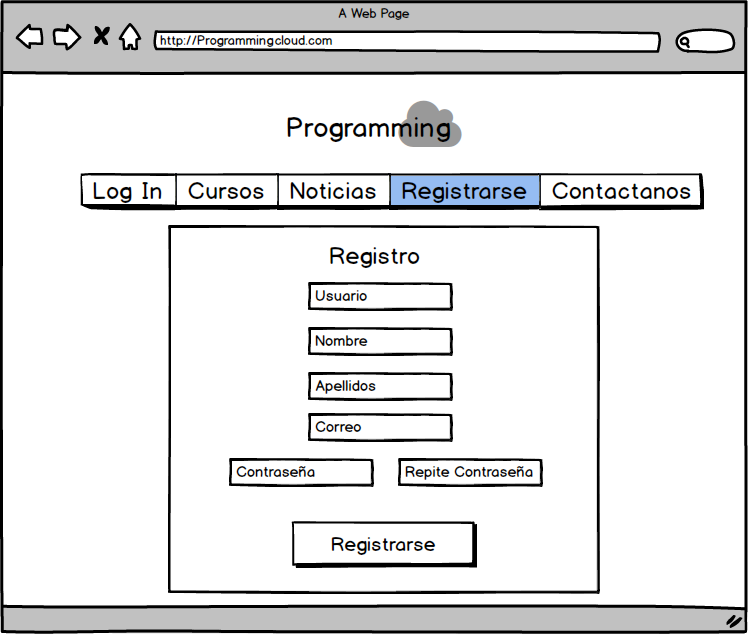 A Web Page
http://Programmingcloud.com
Programming
Log In Cursos Noticias Registrarse Contactanos
Registro
Usuario
Nombre
Apellidos
Correo
Contraseña Repite Contraseña
Registrarse